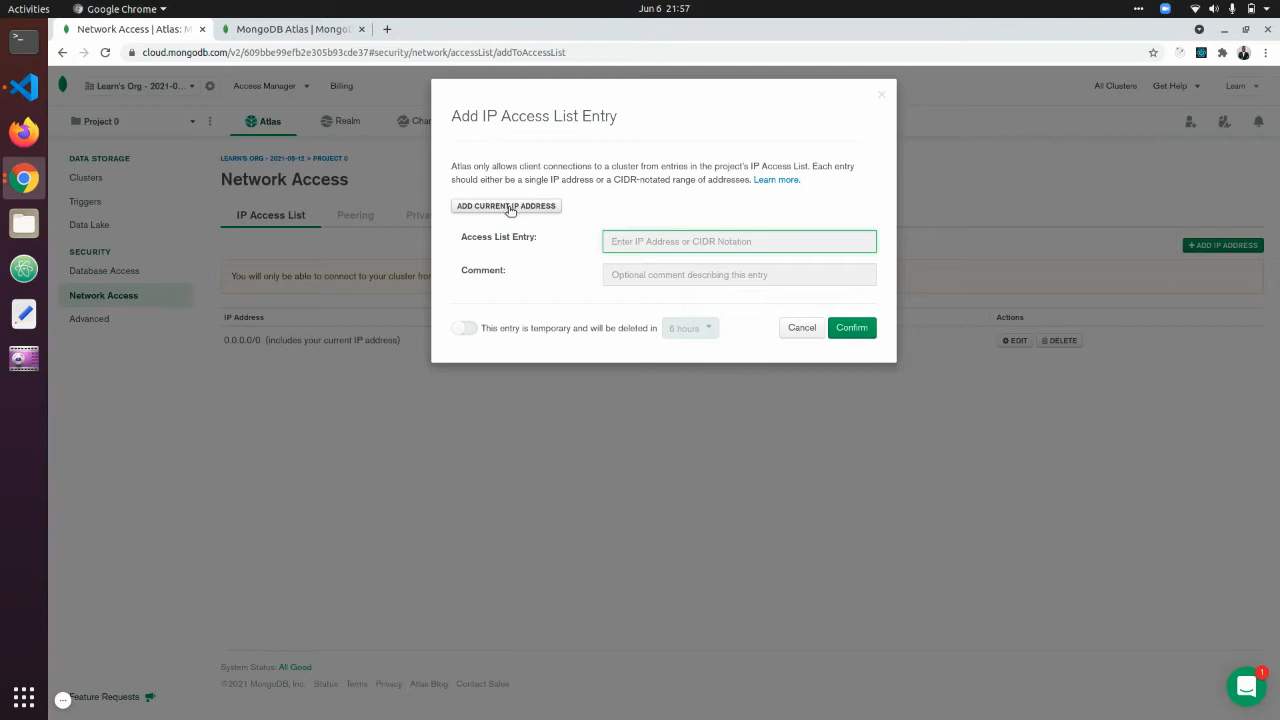 Activities
Google Chrome
Jun 6 21:57
Network Access | Atlas: M
MongoDB Atlas | MongoD
cloud.mongodb.com/v2/609bbe99efb2e305b93cde37#security/network/accessList/addToAccessList
Learn's Org - 2021-0...
Access Manager
Billing
All Clusters
Get Help
Learn
Project 0
Atlas
Realm
Char
DATA STORAGE
Clusters
Triggers
Data Lake
SECURITY
Database Access
Network Access
Advanced
LEARN'S ORG - 2021-05-12 > PROJECT 0
Network Access
IP Access List
Peering
Priva
+ ADD IP ADDRESS
You will only be able to connect to your cluster from
IP Address
Actions
0.0.0.0/0 (includes your current IP address)
EDIT
DELETE
Add IP Access List Entry
Atlas only allows client connections to a cluster from entries in the project's IP Access List. Each entry
should either be a single IP address or a CIDR-notated range of addresses. Learn more.
ADD CURRENT IP ADDRESS
Access List Entry:
Enter IP Address or CIDR Notation
Comment:
Optional comment describing this entry
This entry is temporary and will be deleted in
6 hours
Cancel
Confirm
System Status: All Good
©2021 MongoDB, Inc.
Status
Terms
Privacy
Atlas Blog
Contact Sales
Feature Requests
1